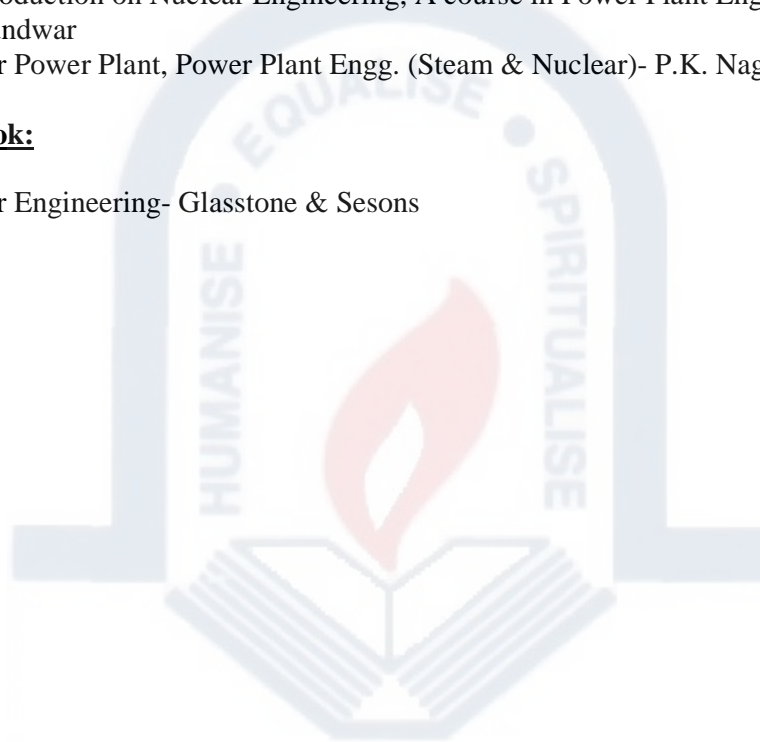 oduction on Nuclear Engineering, A course in Power Plant Eng
ndwar
r Power Plant, Power Plant Engg. (Steam & Nuclear)- P.K. Nag
ok:
r Engineering- Glasstone & Sesons
HUMANISE • EQUALISE • SPIRITUALISE